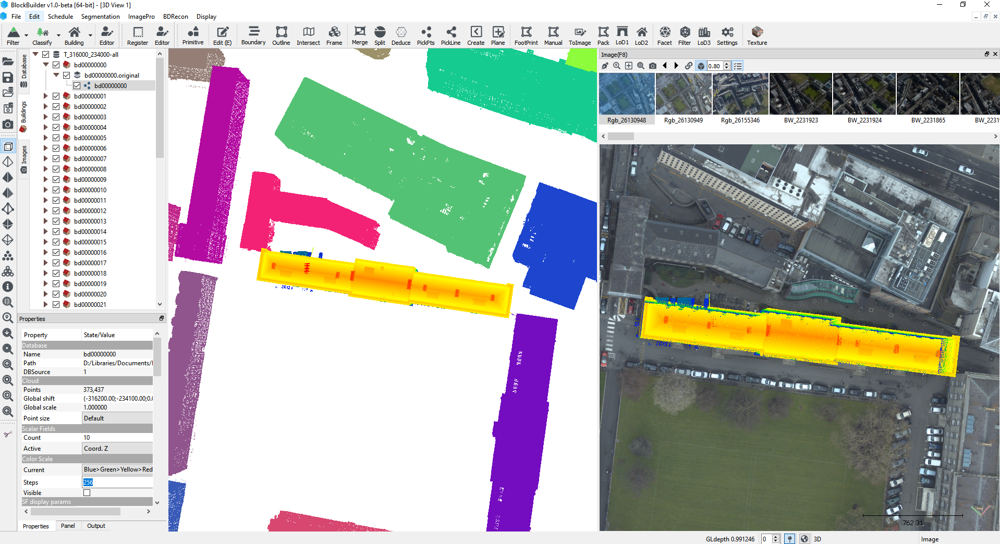 BlockBuilder v1.0-beta [64-bit] - [3D View 1]
File Edit Schedule Segmentation ImagePro BDRecon Display
Filter Classify Building Editor Register Editor Primitive Edit (E) Boundary Outline Intersect Frame Merge Split Deduce PickPts PickLine Create Plane FootPrint Manual ToImage Pack LoD1 LoD2 Facet Filter LoD3 Settings Texture
Database
Buildings
Images
T_316000_234000-all
bd00000000
bd00000000.original
bd00000000
bd00000001
bd00000002
bd00000003
bd00000004
bd00000005
bd00000006
bd00000007
bd00000008
bd00000009
bd00000010
bd00000011
bd00000012
bd00000013
bd00000014
bd00000015
bd00000016
bd00000017
bd00000018
bd00000019
bd00000020
bd00000021
Properties
Property State/Value
Database
Name bd00000000
Path D:/Libraries/Documents/
DBSource 1
Cloud
Points 373,437
Global shift (-316200.00;-234100.00;0.
Global scale 1.000000
Point size Default
Scalar Fields
Count 10
Active Coord. Z
Color Scale
Current Blue>Green>Yellow>Red
Steps 256
Visible
SF display params
Properties Panel Output
Image(F8)
0.80
Rgb_26130948 Rgb_26130949 Rgb_26155346 BW_2231923 BW_2231924 BW_2231865 BW_2231
762.31
GLdepth 0.991246 0 3D Image